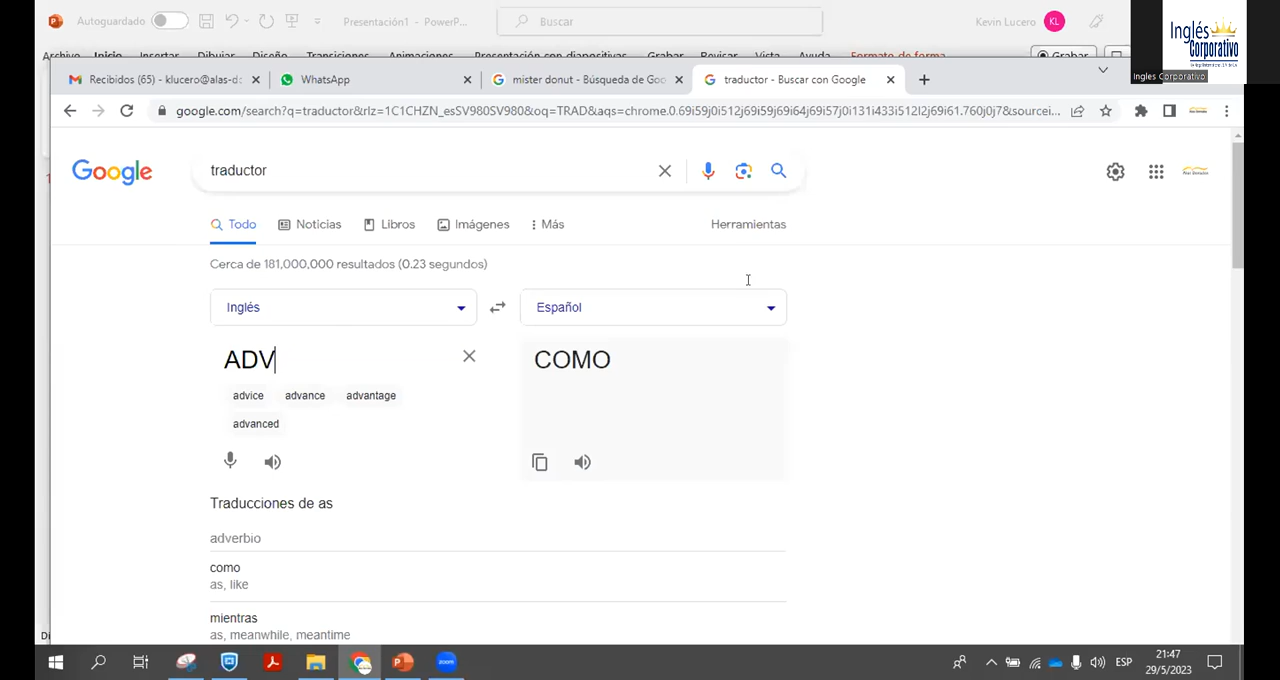 Autoguardado
Presentación1 - PowerP...
Buscar
Kevin Lucero
KL
Inglés
Corporativo
Ingles Corporativo
Archivo Inicio Insertar Dibujar Diseño Transiciones Animaciones Presentación con diapositivas Grabar Revisar Vista Ayuda Formato de forma
Grabar
Recibidos (65) - klucero@alas-do
WhatsApp
mister donut - Búsqueda de Goo
traductor - Buscar con Google
google.com/search?q=traductor&rlz=1C1CHZN_esSV980SV980&oq=TRAD&aqs=chrome.0.69i59j0i512j69i59j69i64j69i57j0i131i433i512l2j69i61.760j0j7&sourcei...
Google
traductor
Todo
Noticias
Libros
Imágenes
Más
Herramientas
Cerca de 181,000,000 resultados (0.23 segundos)
Inglés
Español
ADV
COMO
advice advance advantage
advanced
Traducciones de as
adverbio
como
as, like
mientras
as, meanwhile, meantime
Di
zoom
ESP
21:47
29/5/2023